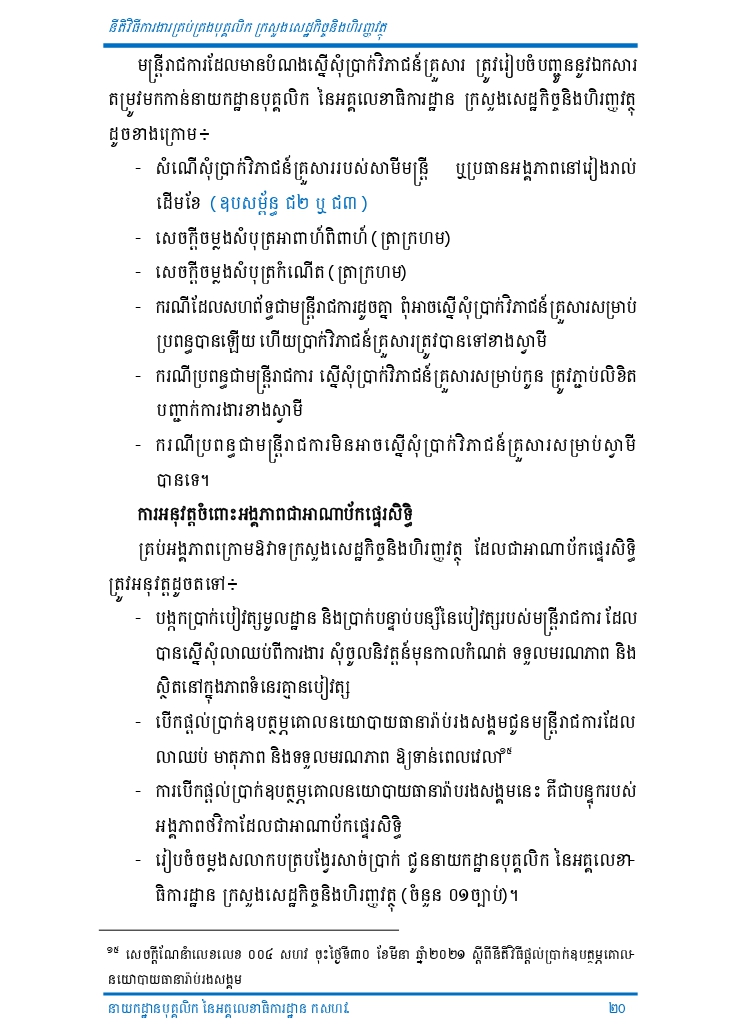 នីតិវិធីការងារគ្រប់គ្រងបុគ្គលិក ក្រសួងសេដ្ឋកិច្ចនិងហិរញ្ញវត្ថុ
មន្ត្រីរាជការដែលមានបំណងស្នើសុំប្រាក់វិភាជន៍គ្រួសារ ត្រូវរៀបចំបញ្ជូននូវឯកសារ
តម្រូវមកកាន់នាយកដ្ឋានបុគ្គលិក នៃអគ្គលេខាធិការដ្ឋាន ក្រសួងសេដ្ឋកិច្ចនិងហិរញ្ញវត្ថុ
ដូចខាងក្រោម៖
- សំណើសុំប្រាក់វិភាជន៍គ្រួសាររបស់សាមីមន្ត្រី ឬប្រធានអង្គភាពនៅរៀងរាល់
ដើមខែ (ឧបសម្ព័ន្ធ ជ២ ឬ ជ៣)
- សេចក្តីចម្លងសំបុត្រអាពាហ៍ពិពាហ៍ (ត្រាក្រហម)
- សេចក្តីចម្លងសំបុត្រកំណើត (ត្រាក្រហម)
- ករណីដែលសហព័ទ្ធជាមន្ត្រីរាជការដូចគ្នា ពុំអាចស្នើសុំប្រាក់វិភាជន៍គ្រួសារសម្រាប់
ប្រពន្ធបានឡើយ ហើយប្រាក់វិភាជន៍គ្រួសារត្រូវបានទៅខាងស្វាមី
- ករណីប្រពន្ធជាមន្ត្រីរាជការ ស្នើសុំប្រាក់វិភាជន៍គ្រួសារសម្រាប់កូន ត្រូវភ្ជាប់លិខិត
បញ្ជាក់ការងារខាងស្វាមី
- ករណីប្រពន្ធជាមន្ត្រីរាជការមិនអាចស្នើសុំប្រាក់វិភាជន៍គ្រួសារសម្រាប់ស្វាមី
បានទេ។
ការអនុវត្តចំពោះអង្គភាពជាអាណាប័កផ្ទេរសិទ្ធិ
គ្រប់អង្គភាពក្រោមឱវាទក្រសួងសេដ្ឋកិច្ចនិងហិរញ្ញវត្ថុ ដែលជាអាណាប័កផ្ទេរសិទ្ធិ
ត្រូវអនុវត្តដូចតទៅ៖
- បង្កកប្រាក់បៀវត្សមូលដ្ឋាន និងប្រាក់បន្ទាប់បន្សំនៃបៀវត្សរបស់មន្ត្រីរាជការ ដែល
បានស្នើសុំលាឈប់ពីការងារ សុំចូលនិវត្តន៍មុនកាលកំណត់ ទទួលមរណភាព និង
ស្ថិតនៅក្នុងភាពទំនេរគ្មានបៀវត្ស
- បើកផ្តល់ប្រាក់ឧបត្ថម្ភគោលនយោបាយធានារ៉ាប់រងសង្គមជូនមន្ត្រីរាជការដែល
លាឈប់ មាតុភាព និងទទួលមរណភាព ឱ្យទាន់ពេលវេលា១៥
- ការបើកផ្តល់ប្រាក់ឧបត្ថម្ភគោលនយោបាយធានារ៉ាប់រងសង្គមនេះ គឺជាបន្ទុករបស់
អង្គភាពថវិកាដែលជាអាណាប័កផ្ទេរសិទ្ធិ
- រៀបចំចម្លងសលាកបត្របង្វែរសាច់ប្រាក់ ជូននាយកដ្ឋានបុគ្គលិក នៃអគ្គលេខា-
ធិការដ្ឋាន ក្រសួងសេដ្ឋកិច្ចនិងហិរញ្ញវត្ថុ (ចំនួន ០១ច្បាប់)។
១៥ សេចក្តីណែនាំលេខលេខ ០០៤ សហវ ចុះថ្ងៃទី៣០ ខែមីនា ឆ្នាំ២០២១ ស្តីពីនីតិវិធីផ្តល់ប្រាក់ឧបត្ថម្ភគោល-
នយោបាយធានារ៉ាប់រងសង្គម
នាយកដ្ឋានបុគ្គលិក នៃអគ្គលេខាធិការដ្ឋាន កសហវ. ២០